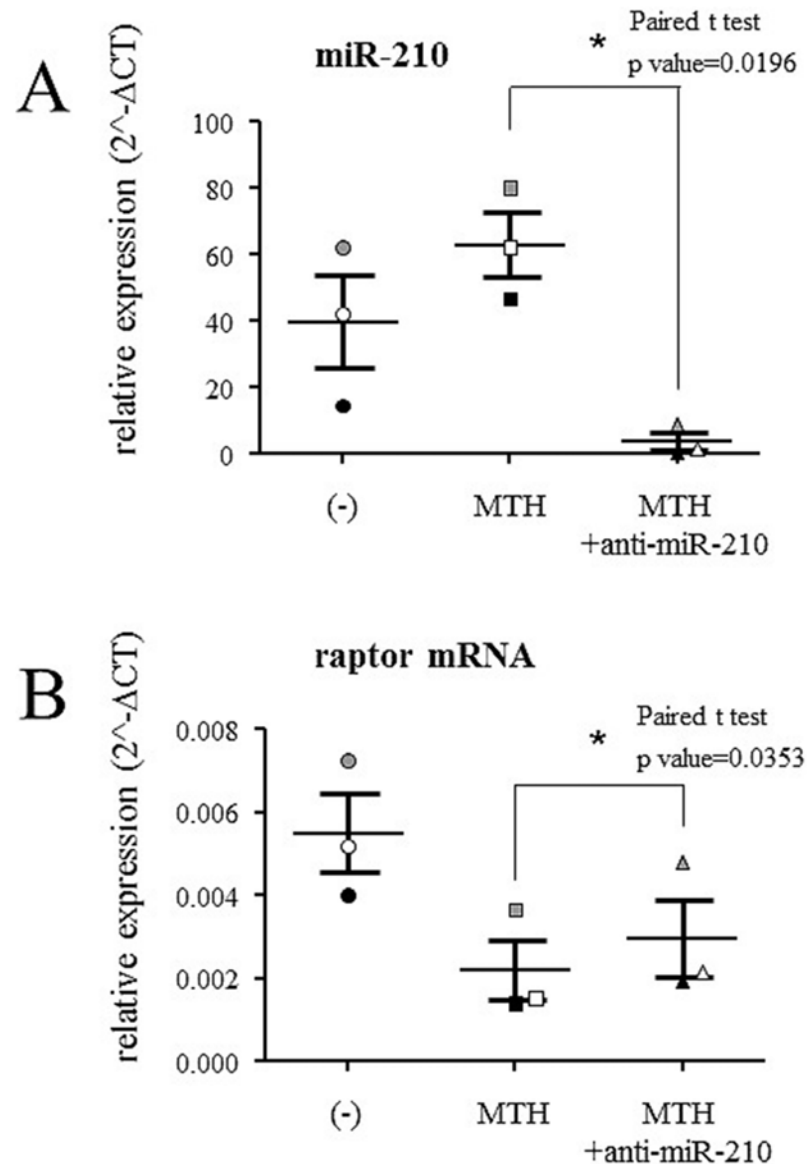 A
miR-210
* Paired t test
p value=0.0196
relative expression (2^-ΔCT)
100
80
60
40
20
0
(-)
MTH
MTH
+anti-miR-210
B
raptor mRNA
* Paired t test
p value=0.0353
relative expression (2^-ΔCT)
0.008
0.006
0.004
0.002
0.000
(-)
MTH
MTH
+anti-miR-210